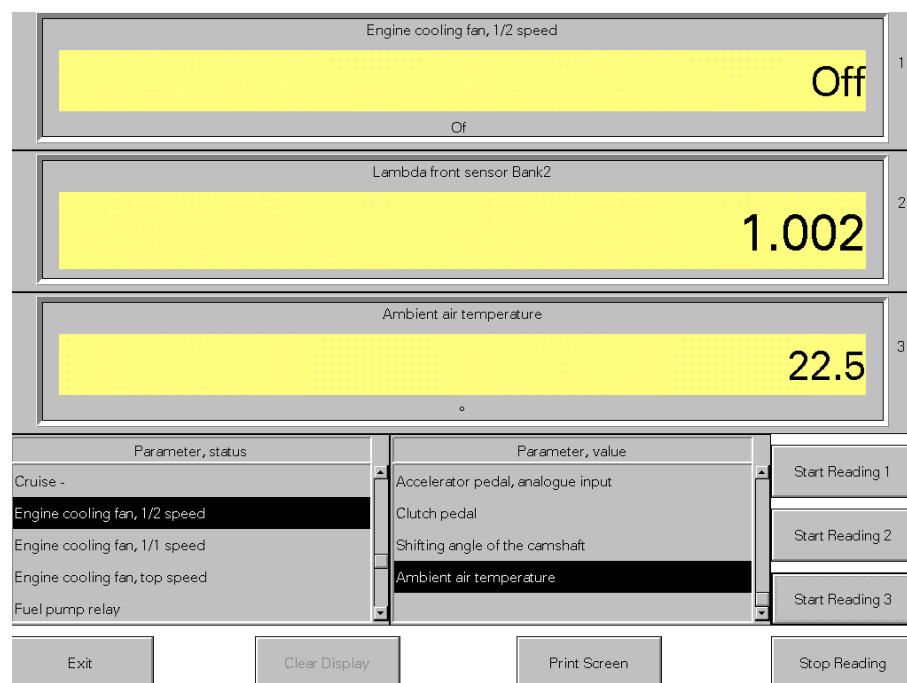 Engine cooling fan, 1/2 speed
Off
1
Of
Lambda front sensor Bank2
1.002
2
Ambient air temperature
22.5
3
°
Parameter, status
Cruise -
Engine cooling fan, 1/2 speed
Engine cooling fan, 1/1 speed
Engine cooling fan, top speed
Fuel pump relay
Parameter, value
Accelerator pedal, analogue input
Clutch pedal
Shifting angle of the camshaft
Ambient air temperature
Start Reading 1
Start Reading 2
Start Reading 3
Exit
Clear Display
Print Screen
Stop Reading